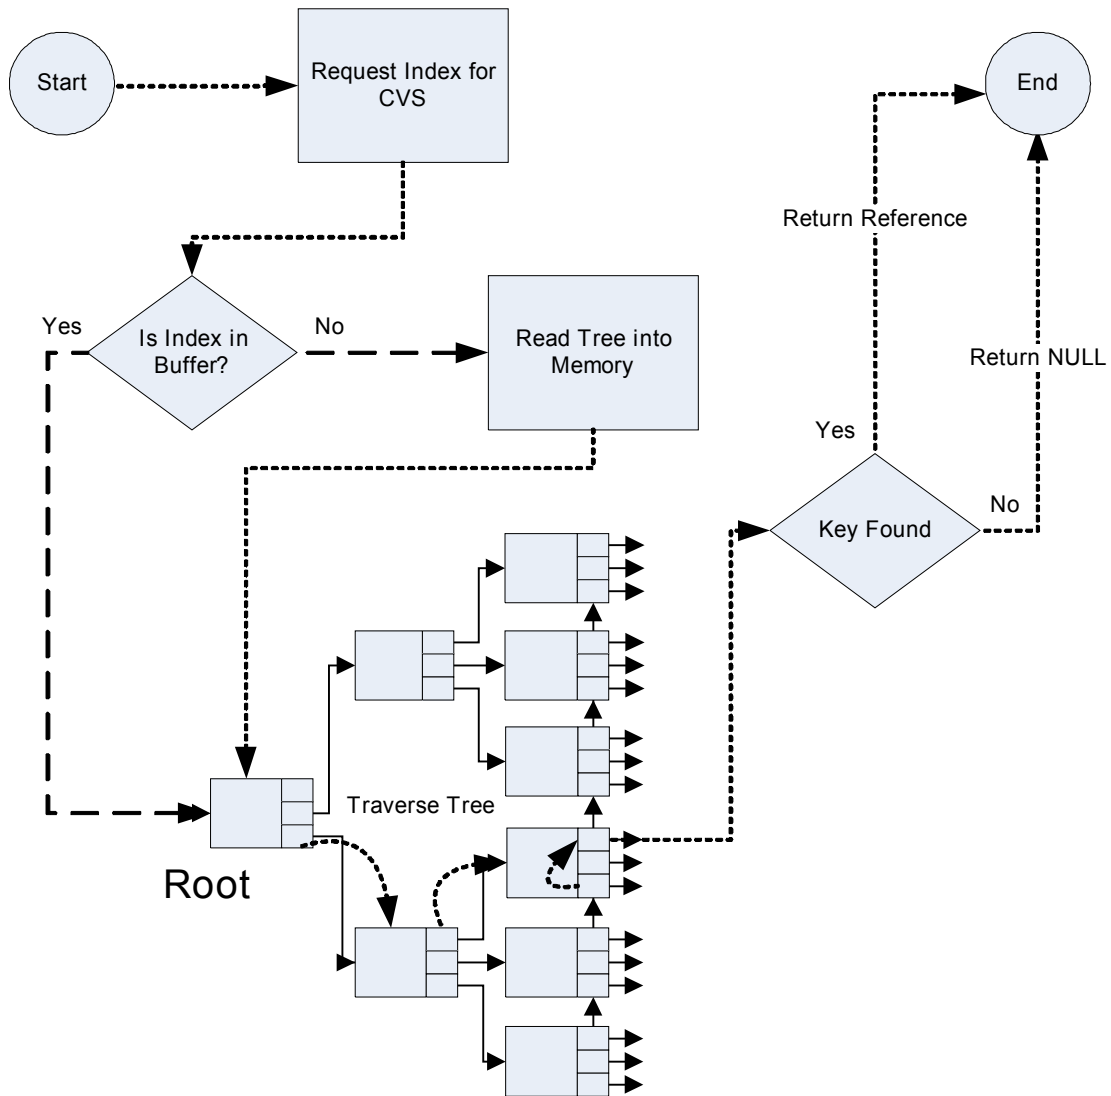 Start
Request Index for
CVS
End
Return Reference
Yes
Is Index in
Buffer?
No
Read Tree into
Memory
Return NULL
Yes
Key Found
No
Traverse Tree
Root